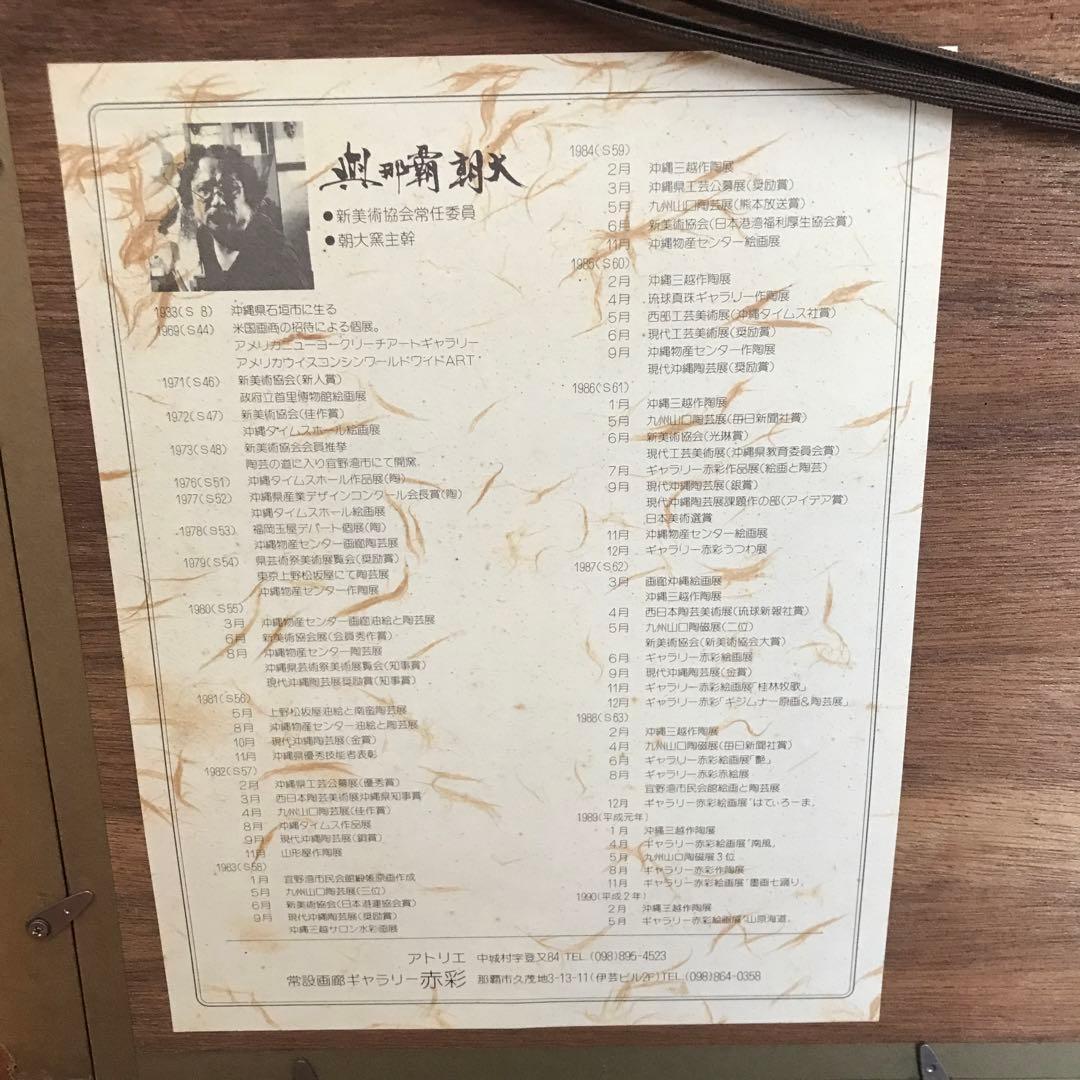 與那覇朝大
●新美術協会常任委員
●朝大窯主幹
1933(S 8) 沖縄県石垣市に生る
1969(S44) 米国画商の招待による個展。
アメリカニューヨークリーチアートギャラリー
アメリカウイスコンシンワールドワイドART
1971(S46) 新美術協会(新人賞)
政府立首里博物館絵画展
1972(S47) 新美術協会(佳作賞)
沖縄タイムスホール絵画展
1973(S48) 新美術協会会員推挙
陶芸の道に入り宜野湾市にて開窯.
1976(S51) 沖縄タイムスホール作品展(陶)
1977(S52) 沖縄県産業デザインコンクール会長賞(陶)
沖縄タイムスホール絵画展
1978(S53) 福岡玉屋デパート個展(陶)
沖縄物産センター画廊陶芸展
1979(S54) 県芸術祭美術展覧会(奨励賞)
東京上野松坂屋にて陶芸展
沖縄物産センター作陶展
1980(S55)
3月 沖縄物産センター画廊油絵と陶芸展
6月 新美術協会展(会員秀作賞)
8月 沖縄物産センター陶芸展
沖縄県芸術祭美術展覧会(知事賞)
現代沖縄陶芸展奨励賞(知事賞)
1981(S56)
5月 上野松坂屋油絵と南蛮陶芸展
8月 沖縄物産センター油絵と陶芸展
10月 現代沖縄陶芸展(金賞)
11月 沖縄県優秀技能者表彰
1982(S57)
2月 沖縄県工芸公募展(優秀賞)
3月 西日本陶芸美術展沖縄県知事賞
4月 九州山口陶芸展(佳作賞)
8月 沖縄タイムス作品展
9月 現代沖縄陶芸展(銅賞)
11月 山形屋作陶展
1983(S58)
1月 宜野湾市民会館緞帳原画作成
5月 九州山口陶芸展(三位)
6月 新美術協会(日本港運協会賞)
9月 現代沖縄陶芸展(奨励賞)
沖縄三越サロン水彩画展
1984(S59)
2月 沖縄三越作陶展
3月 沖縄県工芸公募展(奨励賞)
5月 九州山口陶芸展(熊本放送賞)
6月 新美術協会(日本港湾福利厚生協会賞)
11月 沖縄物産センター絵画展
1985(S60)
2月 沖縄三越作陶展
4月 琉球真珠ギャラリー作陶展
5月 西部工芸美術展(沖縄タイムス社賞)
6月 現代工芸美術展(奨励賞)
9月 沖縄物産センター作陶展
現代沖縄陶芸展(奨励賞)
1986(S61)
1月 沖縄三越作陶展
5月 九州山口陶芸展(毎日新聞社賞)
6月 新美術協会(光琳賞)
現代工芸美術展(沖縄県教育委員会賞)
7月 ギャラリー赤彩作品展(絵画と陶芸)
9月 現代沖縄陶芸展(銀賞)
現代沖縄陶芸展課題作の部(アイデア賞)
日本美術選賞
11月 沖縄物産センター絵画展
12月 ギャラリー赤彩うつわ展
1987(S62)
3月 画廊沖縄絵画展
沖縄三越作陶展
4月 西日本陶芸美術展(琉球新報社賞)
5月 九州山口陶磁展(二位)
新美術協会(新美術協会大賞)
6月 ギャラリー赤彩絵画展
9月 現代沖縄陶芸展(金賞)
11月 ギャラリー赤彩絵画展「桂林牧歌」
12月 ギャラリー赤彩「キジムナー原画&陶芸展」
1988(S63)
2月 沖縄三越作陶展
4月 九州山口陶磁展(毎日新聞社賞)
6月 ギャラリー赤彩絵画展「艶」
8月 ギャラリー赤彩赤絵展
宜野湾市民会館絵画と陶芸展
12月 ギャラリー赤彩絵画展“はてぃろーま„
1989(平成元年)
1月 沖縄三越作陶展
4月 ギャラリー赤彩絵画展“南風„
5月 九州山口陶磁展3位
8月 ギャラリー赤彩作陶展
11月 ギャラリー赤彩絵画展“墨画七踊り„
1990(平成2年)
2月 沖縄三越作陶展
5月 ギャラリー赤彩絵画展“山原海道„
アトリエ 中城村字登又84 TEL (098)895-4523
常設画廊ギャラリー赤彩 那覇市久茂地3-13-11(伊芸ビル2F)TEL(098)864-0358